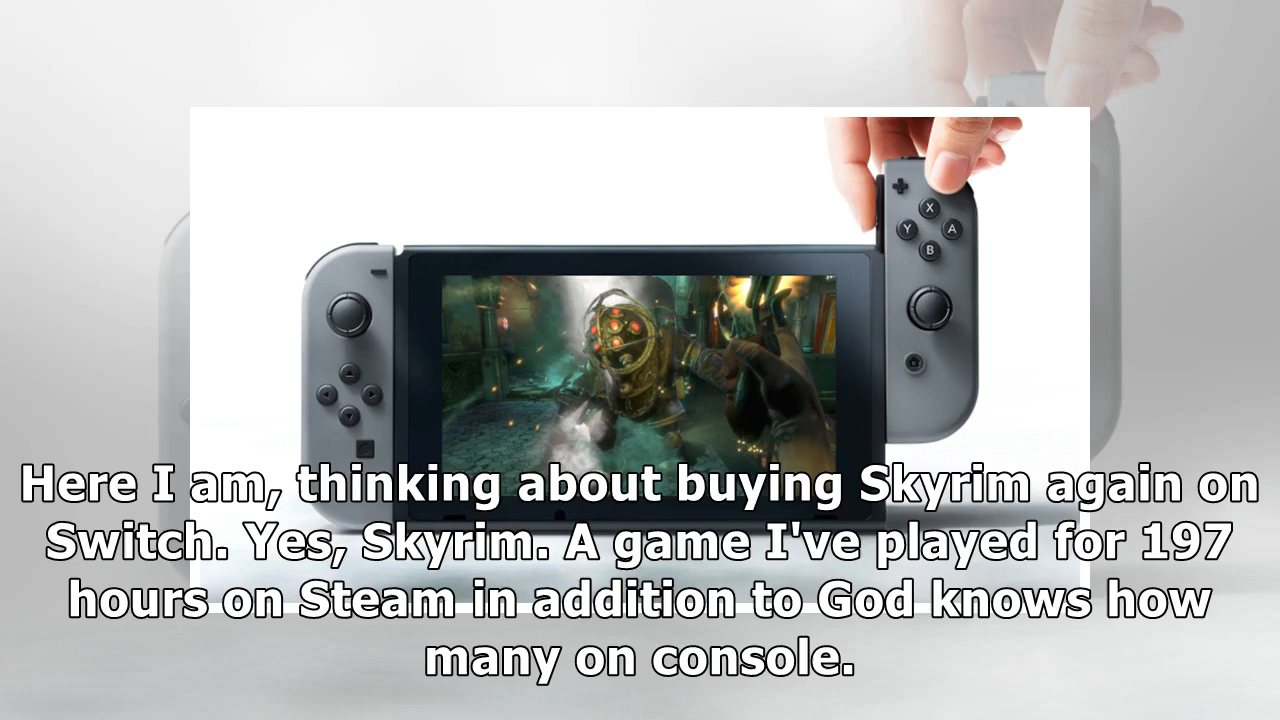 X
Y A
B
Here I am, thinking about buying Skyrim again on
Switch. Yes, Skyrim. A game I've played for 197
hours on Steam in addition to God knows how
many on console.